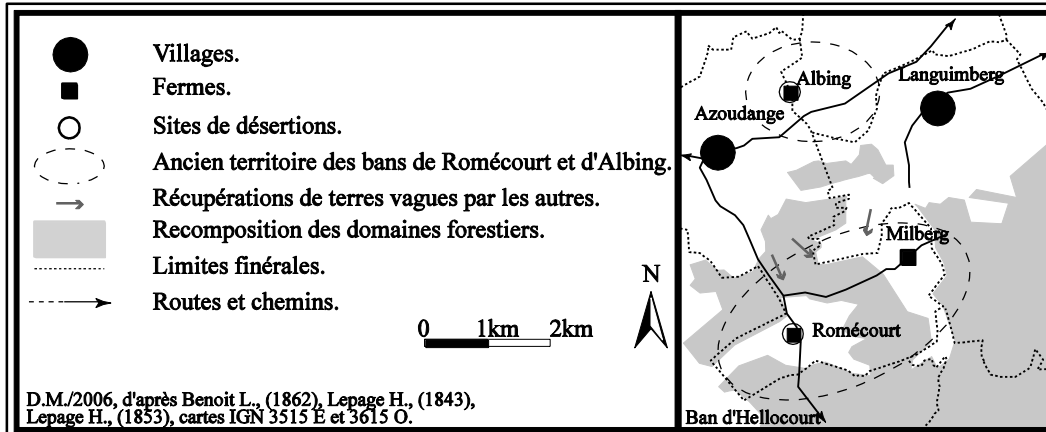 Villages.
Fermes.
Sites de désertions.
Ancien territoire des bans de Romécourt et d'Albing.
Récupérations de terres vagues par les autres.
Recomposition des domaines forestiers.
Limites finérales.
Routes et chemins.
N
0 1km 2km
D.M./2006, d'après Benoit L., (1862), Lepage H., (1843),
Lepage H., (1853), cartes IGN 3515 E et 3615 O.
Albing
Languimberg
Azoudange
Milberg
Romécourt
Ban d'Hellocourt